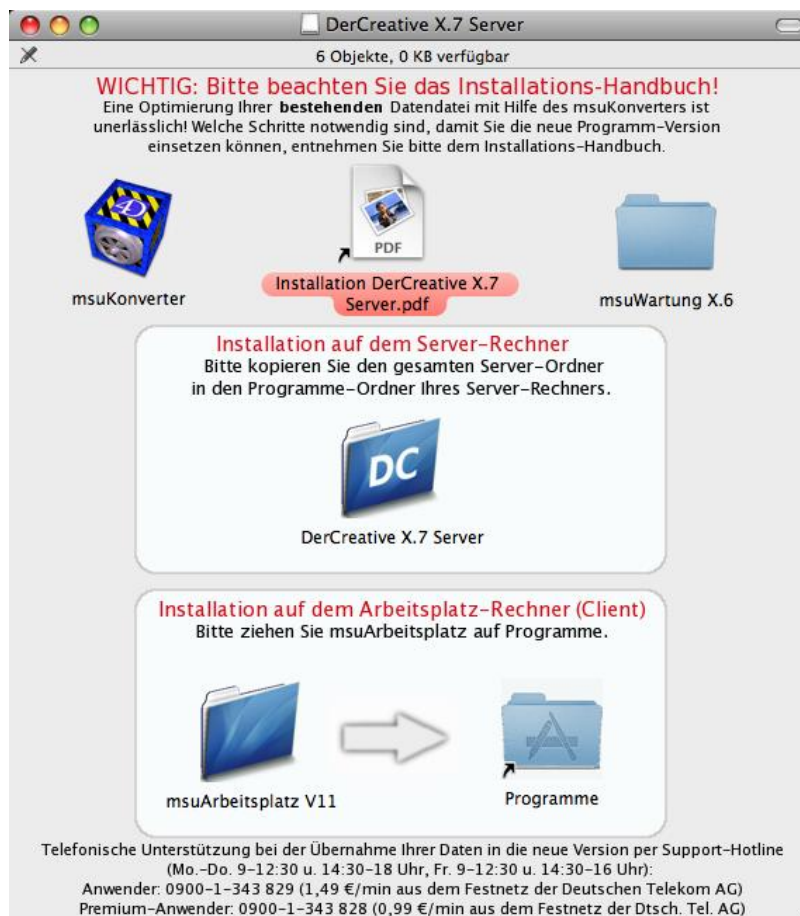 DerCreative X.7 Server
6 Objekte, 0 KB verfügbar
WICHTIG: Bitte beachten Sie das Installations-Handbuch!
Eine Optimierung Ihrer bestehenden Datendatei mit Hilfe des msuKonverters ist
unerlässlich! Welche Schritte notwendig sind, damit Sie die neue Programm-Version
einsetzen können, entnehmen Sie bitte dem Installations-Handbuch.
4D
PDF
msuKonverter
Installation DerCreative X.7
Server.pdf
msuWartung X.6
Installation auf dem Server-Rechner
Bitte kopieren Sie den gesamten Server-Ordner
in den Programme-Ordner Ihres Server-Rechners.
DC
DerCreative X.7 Server
Installation auf dem Arbeitsplatz-Rechner (Client)
Bitte ziehen Sie msuArbeitsplatz auf Programme.
msuArbeitsplatz V11
Programme
Telefonische Unterstützung bei der Übernahme Ihrer Daten in die neue Version per Support-Hotline
(Mo.-Do. 9-12:30 u. 14:30-18 Uhr, Fr. 9-12:30 u. 14:30-16 Uhr):
Anwender: 0900-1-343 829 (1,49 €/min aus dem Festnetz der Deutschen Telekom AG)
Premium-Anwender: 0900-1-343 828 (0,99 €/min aus dem Festnetz der Dtsch. Tel. AG)